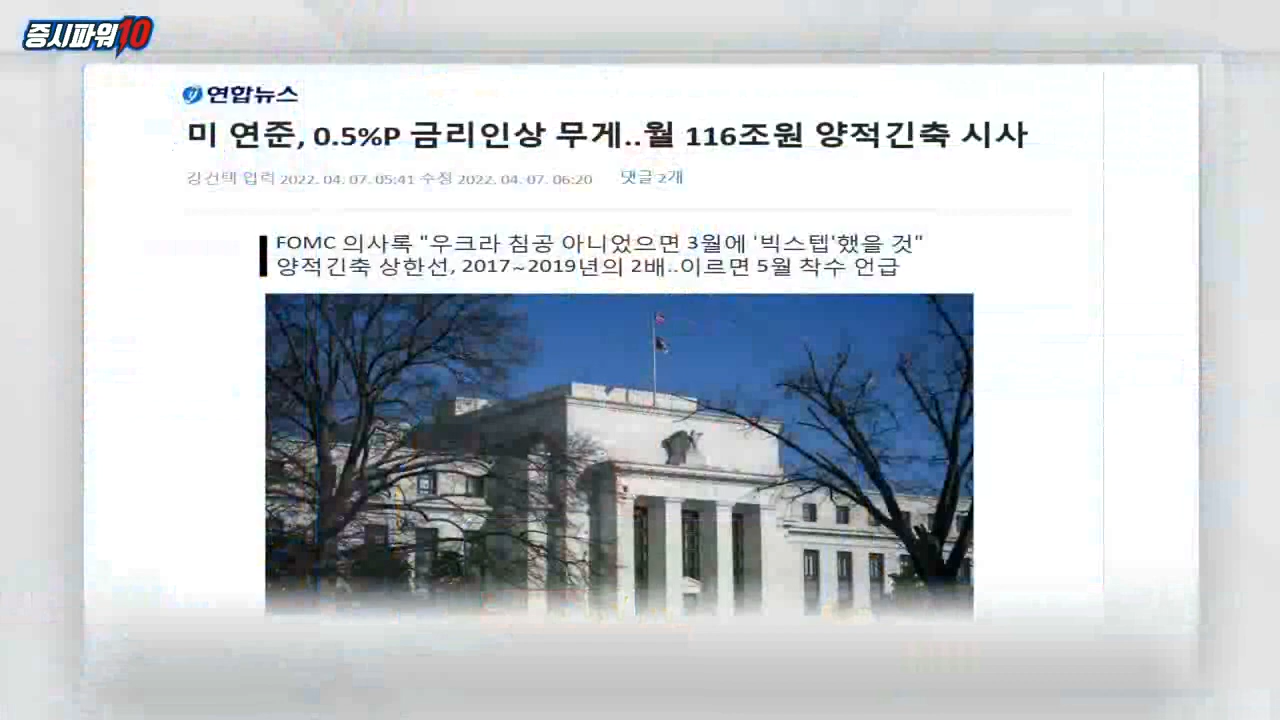 증시파워10
연합뉴스
미 연준, 0.5%P 금리인상 무게..월 116조원 양적긴축 시사
강건택 입력 2022. 04. 07. 05:41 수정 2022. 04. 07. 06:20 댓글 2개
FOMC 의사록 "우크라 침공 아니었으면 3월에 '빅스텝'했을 것"
양적긴축 상한선, 2017~2019년의 2배..이르면 5월 착수 언급